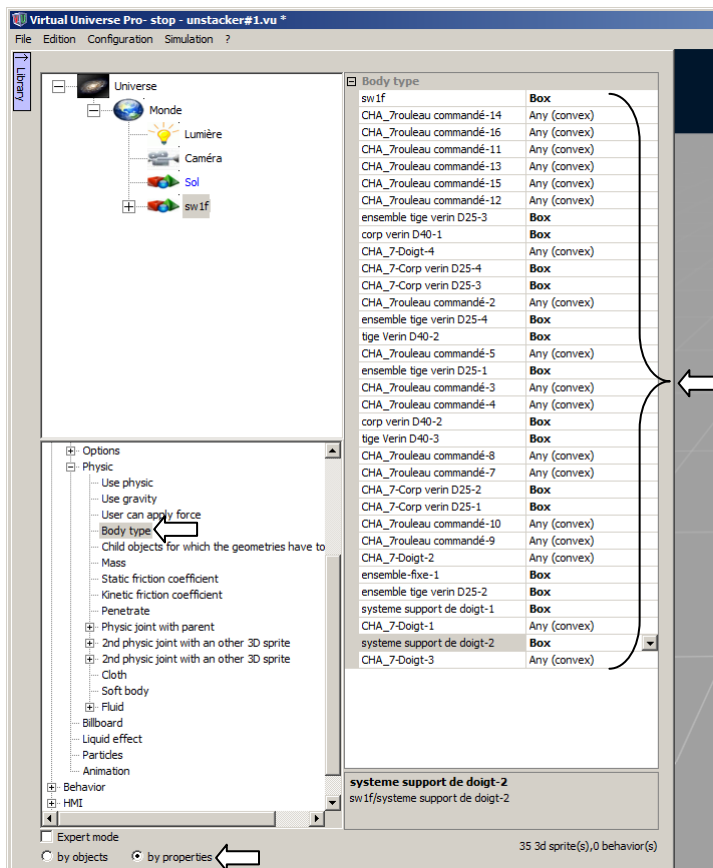 Virtual Universe Pro- stop - unstacker#1.vu *
File Edition Configuration Simulation ?
Library
Universe
Monde
Lumière
Caméra
Sol
sw1f
Body type
sw1f Box
CHA_7rouleau commandé-14 Any (convex)
CHA_7rouleau commandé-16 Any (convex)
CHA_7rouleau commandé-11 Any (convex)
CHA_7rouleau commandé-13 Any (convex)
CHA_7rouleau commandé-15 Any (convex)
CHA_7rouleau commandé-12 Any (convex)
ensemble tige verin D25-3 Box
corp verin D40-1 Box
CHA_7-Doigt-4 Any (convex)
CHA_7-Corp verin D25-4 Box
CHA_7-Corp verin D25-3 Box
CHA_7rouleau commandé-2 Any (convex)
ensemble tige verin D25-4 Box
tige Verin D40-2 Box
CHA_7rouleau commandé-5 Any (convex)
ensemble tige verin D25-1 Box
CHA_7rouleau commandé-3 Any (convex)
CHA_7rouleau commandé-4 Any (convex)
corp verin D40-2 Box
tige Verin D40-3 Box
CHA_7rouleau commandé-8 Any (convex)
CHA_7rouleau commandé-7 Any (convex)
CHA_7-Corp verin D25-2 Box
CHA_7-Corp verin D25-1 Box
CHA_7rouleau commandé-10 Any (convex)
CHA_7rouleau commandé-9 Any (convex)
CHA_7-Doigt-2 Any (convex)
ensemble-fixe-1 Box
ensemble tige verin D25-2 Box
systeme support de doigt-1 Box
CHA_7-Doigt-1 Any (convex)
systeme support de doigt-2 Box
CHA_7-Doigt-3 Any (convex)
Options
Physic
Use physic
Use gravity
User can apply force
Body type
Child objects for which the geometries have to
Mass
Static friction coefficient
Kinetic friction coefficient
Penetrate
Physic joint with parent
2nd physic joint with an other 3D sprite
2nd physic joint with an other 3D sprite
Cloth
Soft body
Fluid
Billboard
Liquid effect
Particles
Animation
Behavior
HMI
systeme support de doigt-2
sw1f/systeme support de doigt-2
Expert mode
by objects by properties
35 3d sprite(s),0 behavior(s)